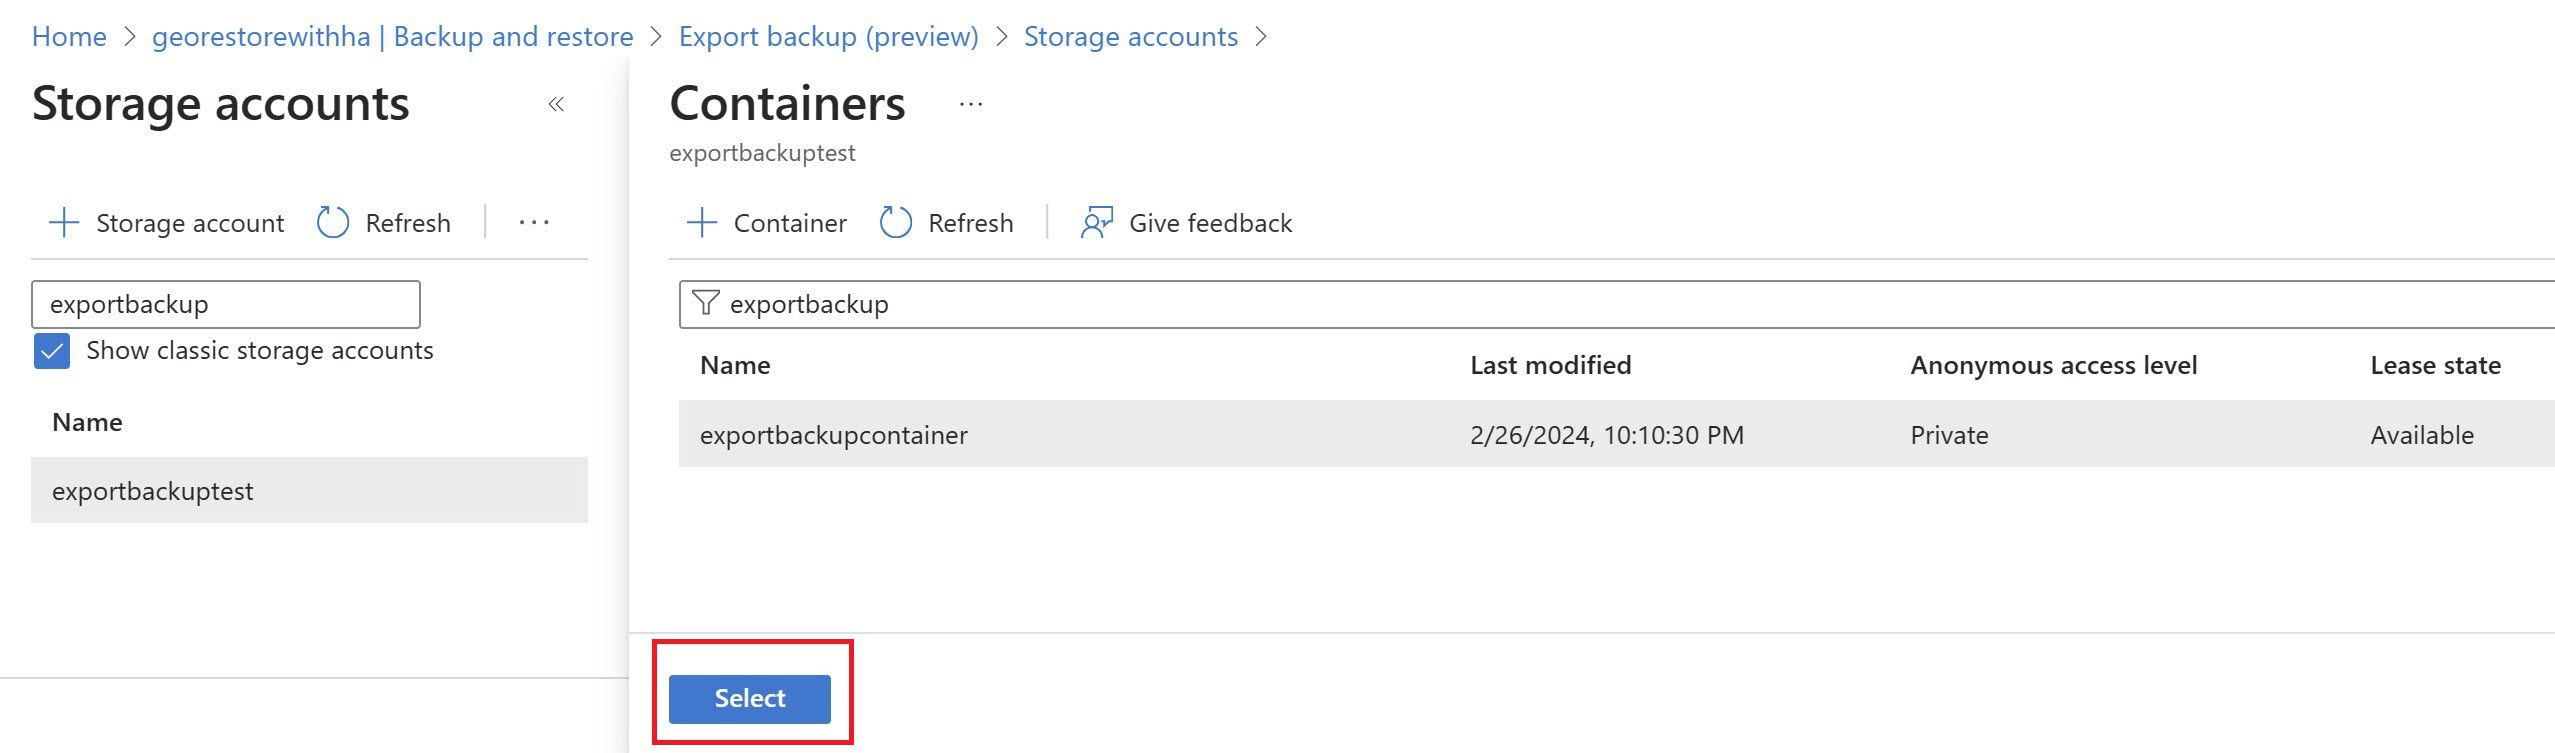 Home > georestorewithha | Backup and restore > Export backup (preview) > Storage accounts >
Storage accounts «
Storage account Refresh ···
exportbackup
Show classic storage accounts
Name
exportbackuptest
Containers ···
exportbackuptest
Container Refresh Give feedback
exportbackup
Name Last modified Anonymous access level Lease state
exportbackupcontainer 2/26/2024, 10:10:30 PM Private Available
Select